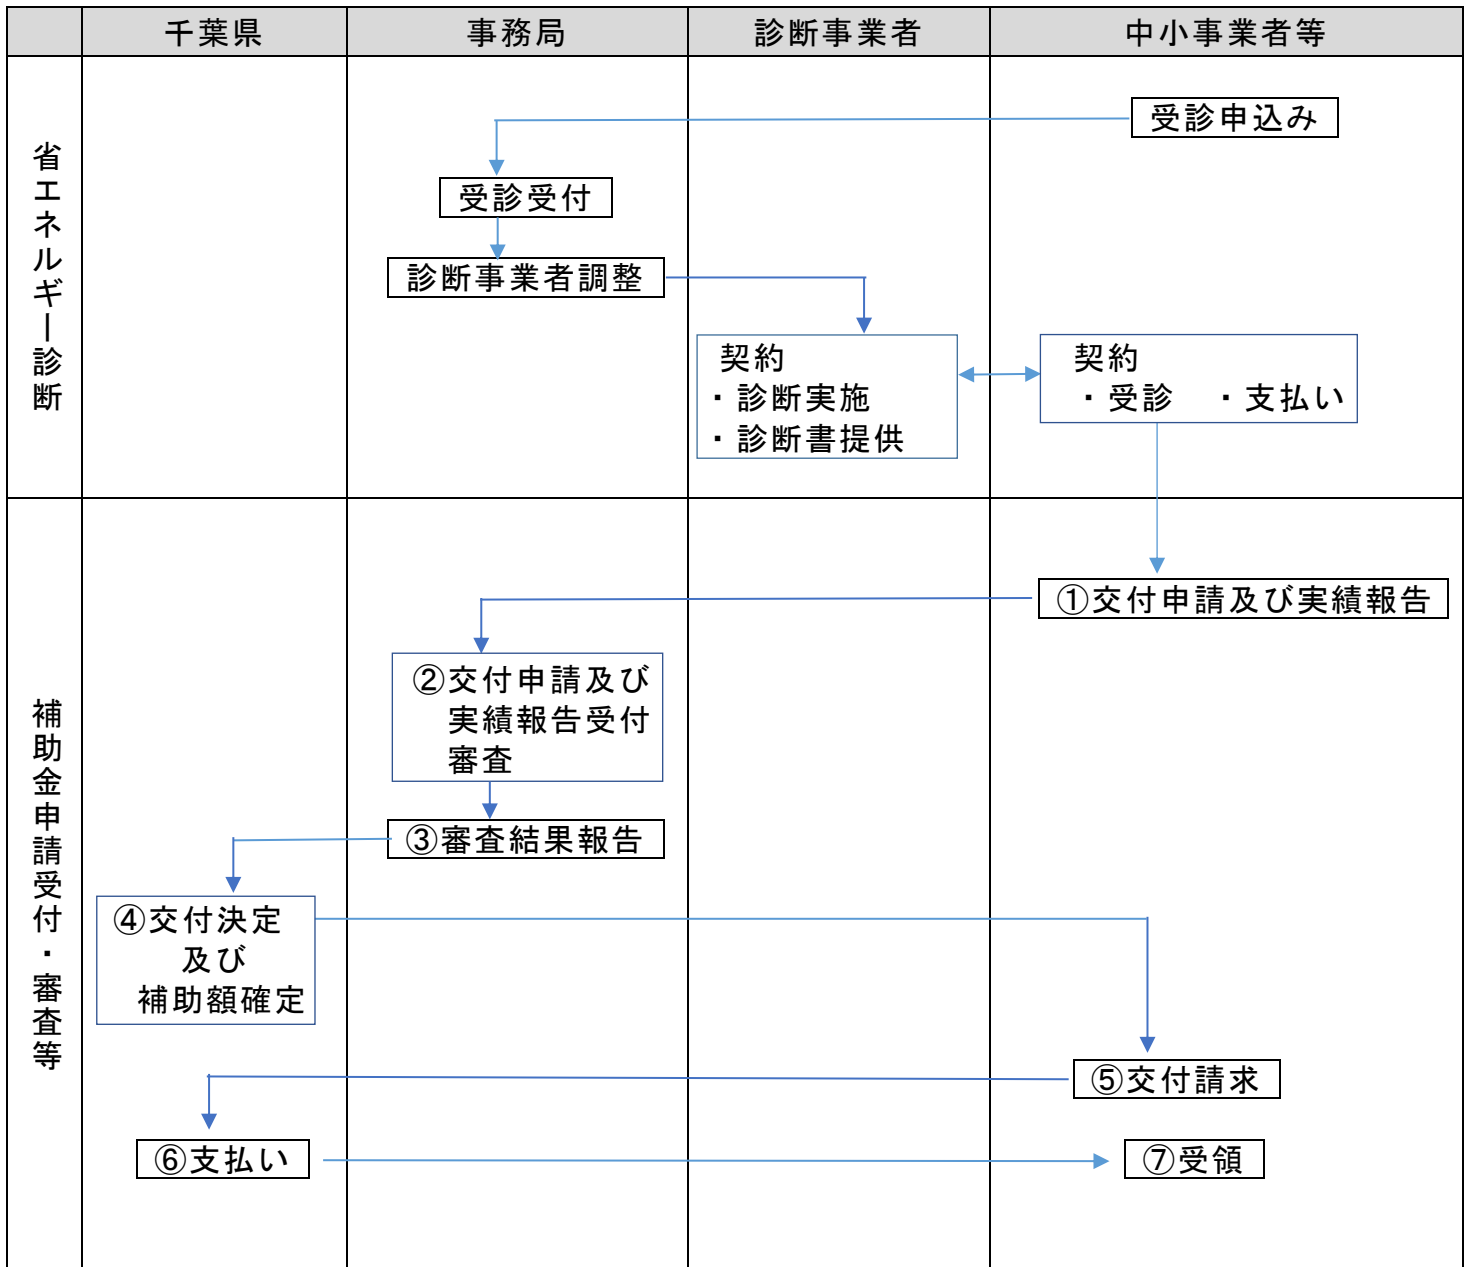 千葉県
事務局
診断事業者
中小事業者等
省エネルギー診断
受診申込み
受診受付
診断事業者調整
契約
・診断実施
・診断書提供
契約
・受診　・支払い
補助金申請受付・審査等
①交付申請及び実績報告
②交付申請及び
実績報告受付
審査
③審査結果報告
④交付決定
及び
補助額確定
⑤交付請求
⑥支払い
⑦受領